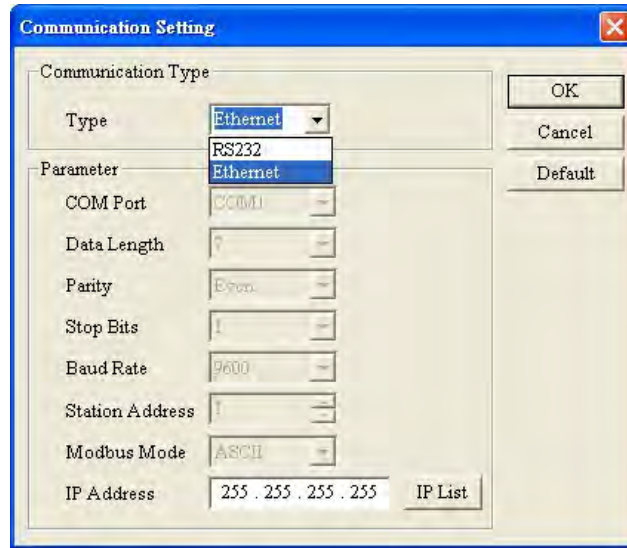 Communication Setting
Communication Type
Type Ethernet
RS232
Ethernet
OK
Cancel
Default
Parameter
COM Port COM1
Data Length 7
Parity Even
Stop Bits 1
Baud Rate 9600
Station Address 1
Modbus Mode ASCII
IP Address 255 . 255 . 255 . 255 IP List